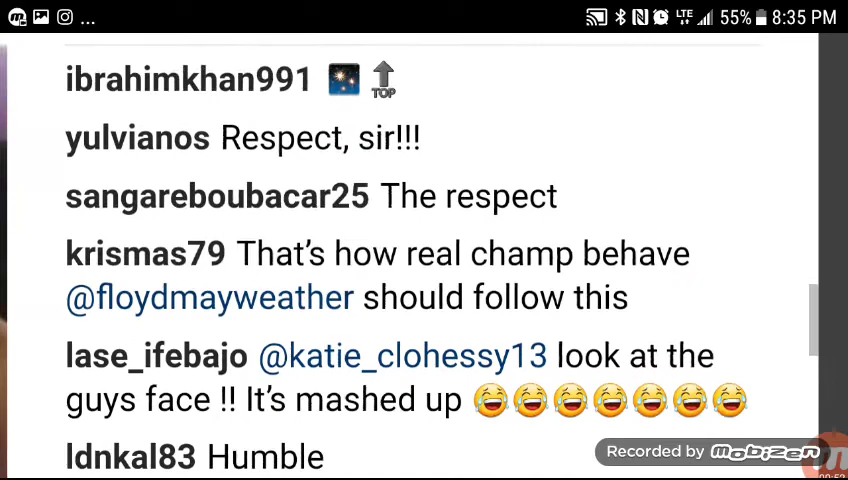 ... LTE 55% 8:35 PM
ibrahimkhan991 🎇 🔝
yulvianos Respect, sir!!!
sangareboubacar25 The respect
krismas79 That's how real champ behave
@floydmayweather should follow this
lase_ifebajo @katie_clohessy13 look at the
guys face !! It's mashed up 😂😂😂😂😂😂😂
ldnkal83 Humble
Recorded by mobizen